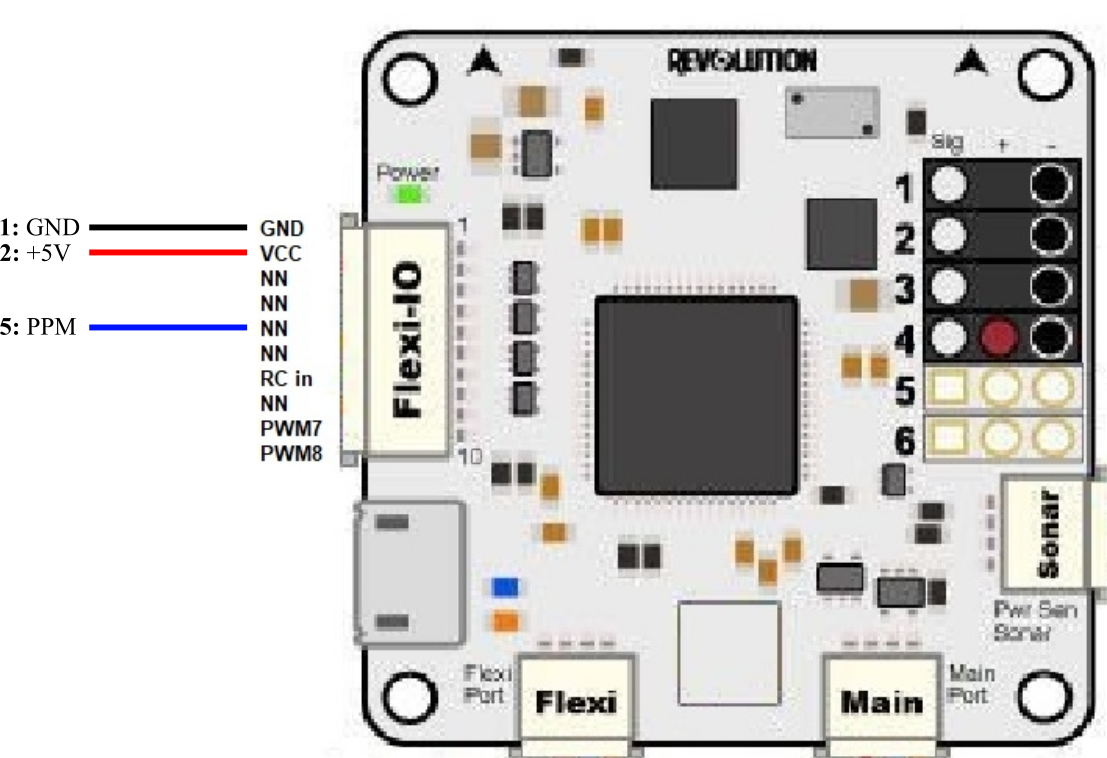 REVOLUTION
Sig + -
Power
1
2
3
4
5
6
1: GND
2: +5V
5: PPM
GND
VCC
NN
NN
NN
NN
RC in
NN
PWM7
PWM8
1
Flexi-IO
10
Sonar
Pwr Sen
Sonar
Flexi
Port
Flexi
Main
Main
Port